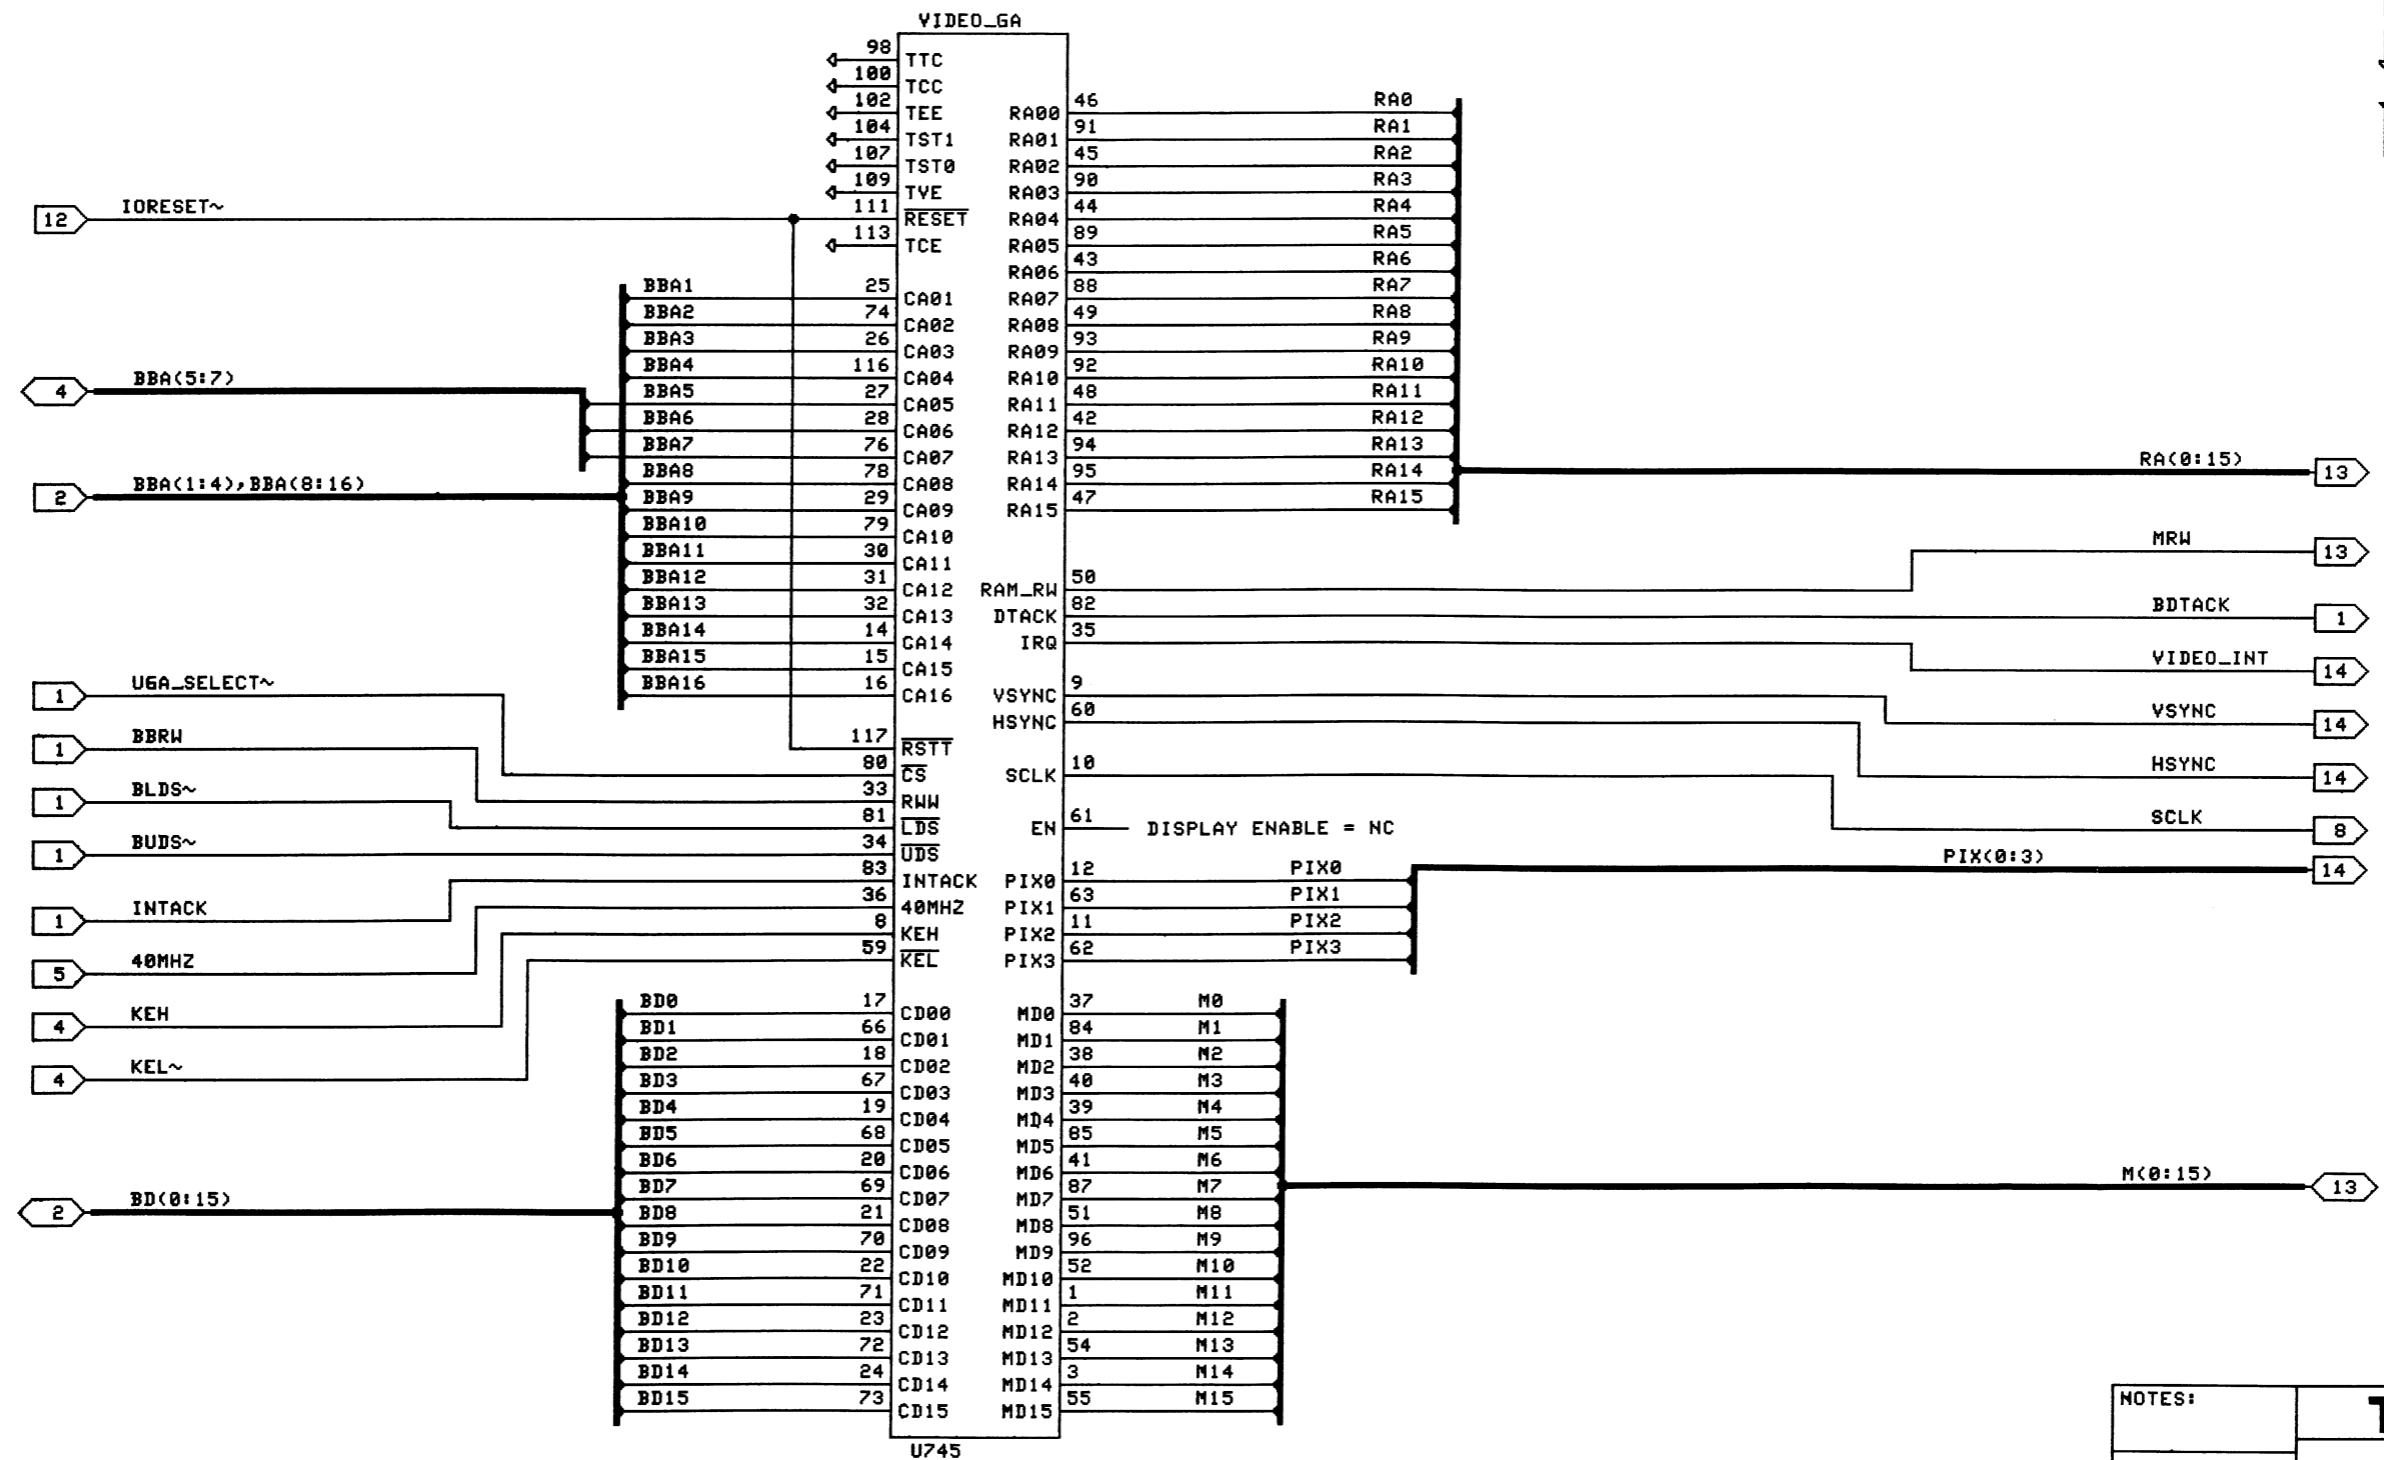 VIDEO_GA
98 TTC
100 TCC
102 TEE
104 TST1
107 TST0
109 TVE
12 IORESET~ 111 RESET
113 TCE
46 RA00 RA0
91 RA01 RA1
45 RA02 RA2
90 RA03 RA3
44 RA04 RA4
89 RA05 RA5
43 RA06 RA6
88 RA07 RA7
49 RA08 RA8
93 RA09 RA9
92 RA10 RA10
48 RA11 RA11
42 RA12 RA12
94 RA13 RA13
95 RA14 RA14
47 RA15 RA15
RA(0:15) 13
BBA1 25 CA01
BBA2 74 CA02
BBA3 26 CA03
BBA4 116 CA04
BBA5 27 CA05
BBA6 28 CA06
BBA7 76 CA07
BBA8 78 CA08
BBA9 29 CA09
BBA10 79 CA10
BBA11 30 CA11
BBA12 31 CA12
BBA13 32 CA13
BBA14 14 CA14
BBA15 15 CA15
BBA16 16 CA16
4 BBA(5:7)
2 BBA(1:4),BBA(8:16)
RAM_RW 50 MRW 13
DTACK 82 BDTACK 1
IRQ 35 VIDEO_INT 14
VSYNC 9 VSYNC 14
HSYNC 60 HSYNC 14
SCLK 10 SCLK 8
EN 61 DISPLAY ENABLE = NC
117 RSTT
1 UGA_SELECT~ 80 CS
1 BBRW 33 RWW
1 BLDS~ 81 LDS
1 BUDS~ 34 UDS
1 INTACK 83 INTACK
5 40MHZ 36 40MHZ
4 KEH 8 KEH
4 KEL~ 59 KEL
PIX0 12 PIX0
PIX1 63 PIX1
PIX2 11 PIX2
PIX3 62 PIX3
PIX(0:3) 14
BD0 17 CD00
BD1 66 CD01
BD2 18 CD02
BD3 67 CD03
BD4 19 CD04
BD5 68 CD05
BD6 20 CD06
BD7 69 CD07
BD8 21 CD08
BD9 70 CD09
BD10 22 CD10
BD11 71 CD11
BD12 23 CD12
BD13 72 CD13
BD14 24 CD14
BD15 73 CD15
2 BD(0:15)
MD0 37 M0
MD1 84 M1
MD2 38 M2
MD3 40 M3
MD4 39 M4
MD5 85 M5
MD6 41 M6
MD7 87 M7
MD8 51 M8
MD9 96 M9
MD10 52 M10
MD11 1 M11
MD12 2 M12
MD13 54 M13
MD14 3 M14
MD15 55 M15
M(0:15) 13
U745
NOTES: